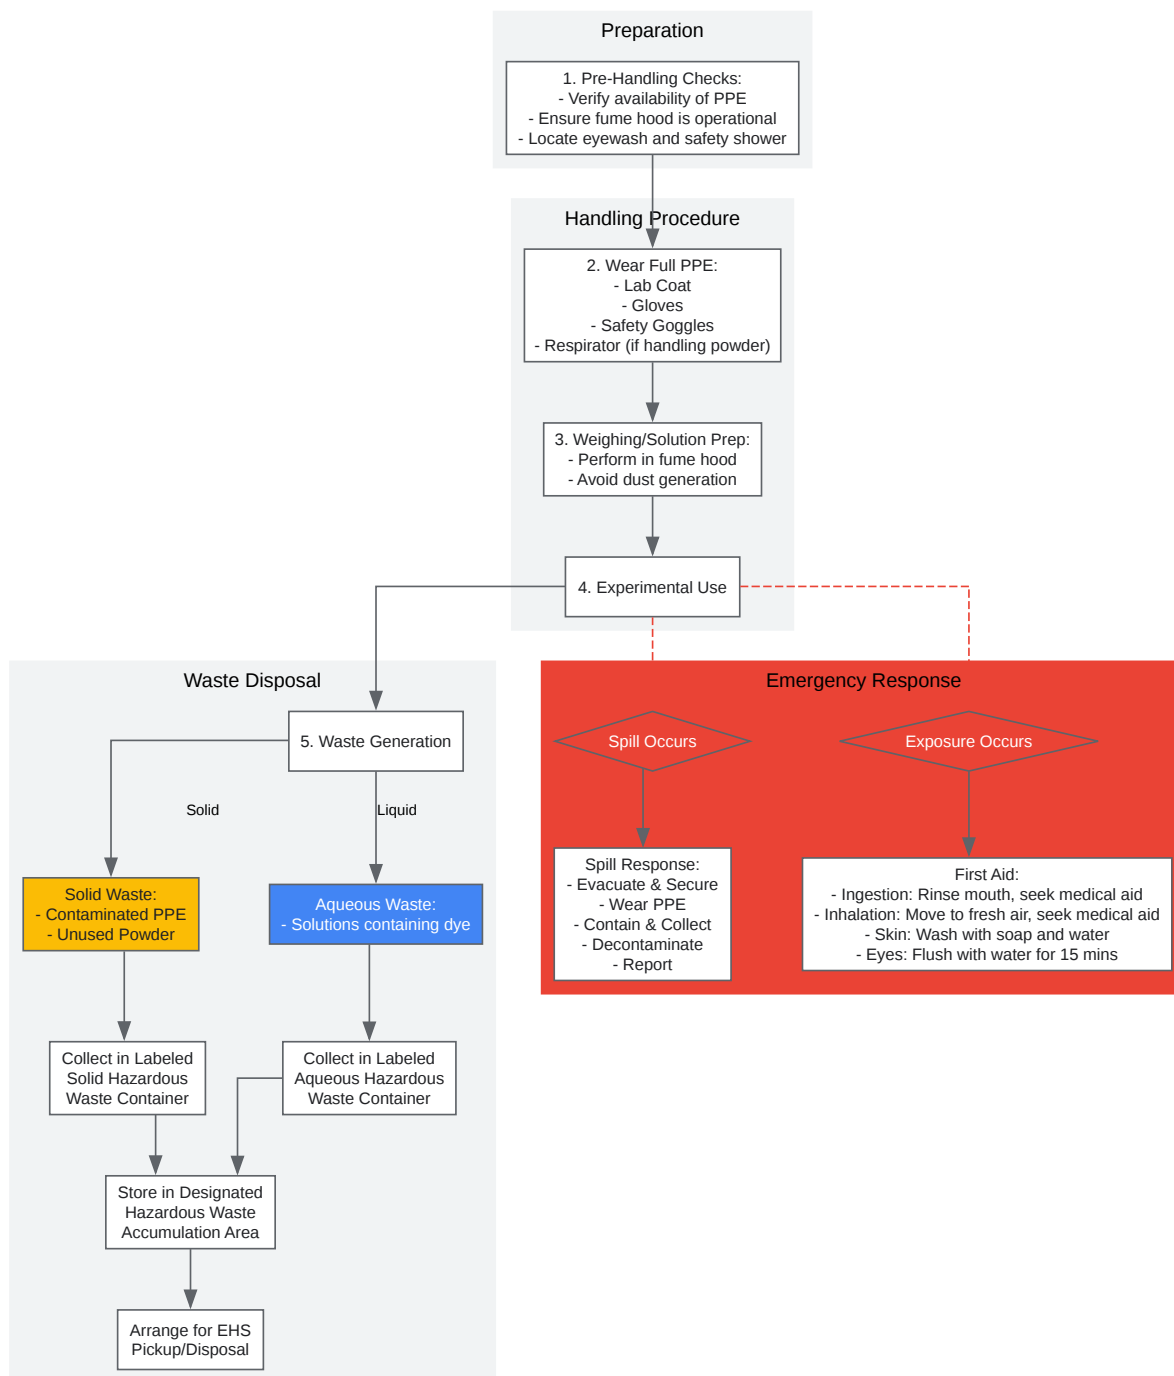 Preparation
1. Pre-Handling Checks:
- Verify availability of PPE
- Ensure fume hood is operational
- Locate eyewash and safety shower
Handling Procedure
2. Wear Full PPE:
- Lab Coat
- Gloves
- Safety Goggles
- Respirator (if handling powder)
3. Weighing/Solution Prep:
- Perform in fume hood
- Avoid dust generation
4. Experimental Use
Waste Disposal
5. Waste Generation
Solid
Liquid
Solid Waste:
- Contaminated PPE
- Unused Powder
Aqueous Waste:
- Solutions containing dye
Collect in Labeled
Solid Hazardous
Waste Container
Collect in Labeled
Aqueous Hazardous
Waste Container
Store in Designated
Hazardous Waste
Accumulation Area
Arrange for EHS
Pickup/Disposal
Emergency Response
Spill Occurs
Exposure Occurs
Spill Response:
- Evacuate & Secure
- Wear PPE
- Contain & Collect
- Decontaminate
- Report
First Aid:
- Ingestion: Rinse mouth, seek medical aid
- Inhalation: Move to fresh air, seek medical aid
- Skin: Wash with soap and water
- Eyes: Flush with water for 15 mins